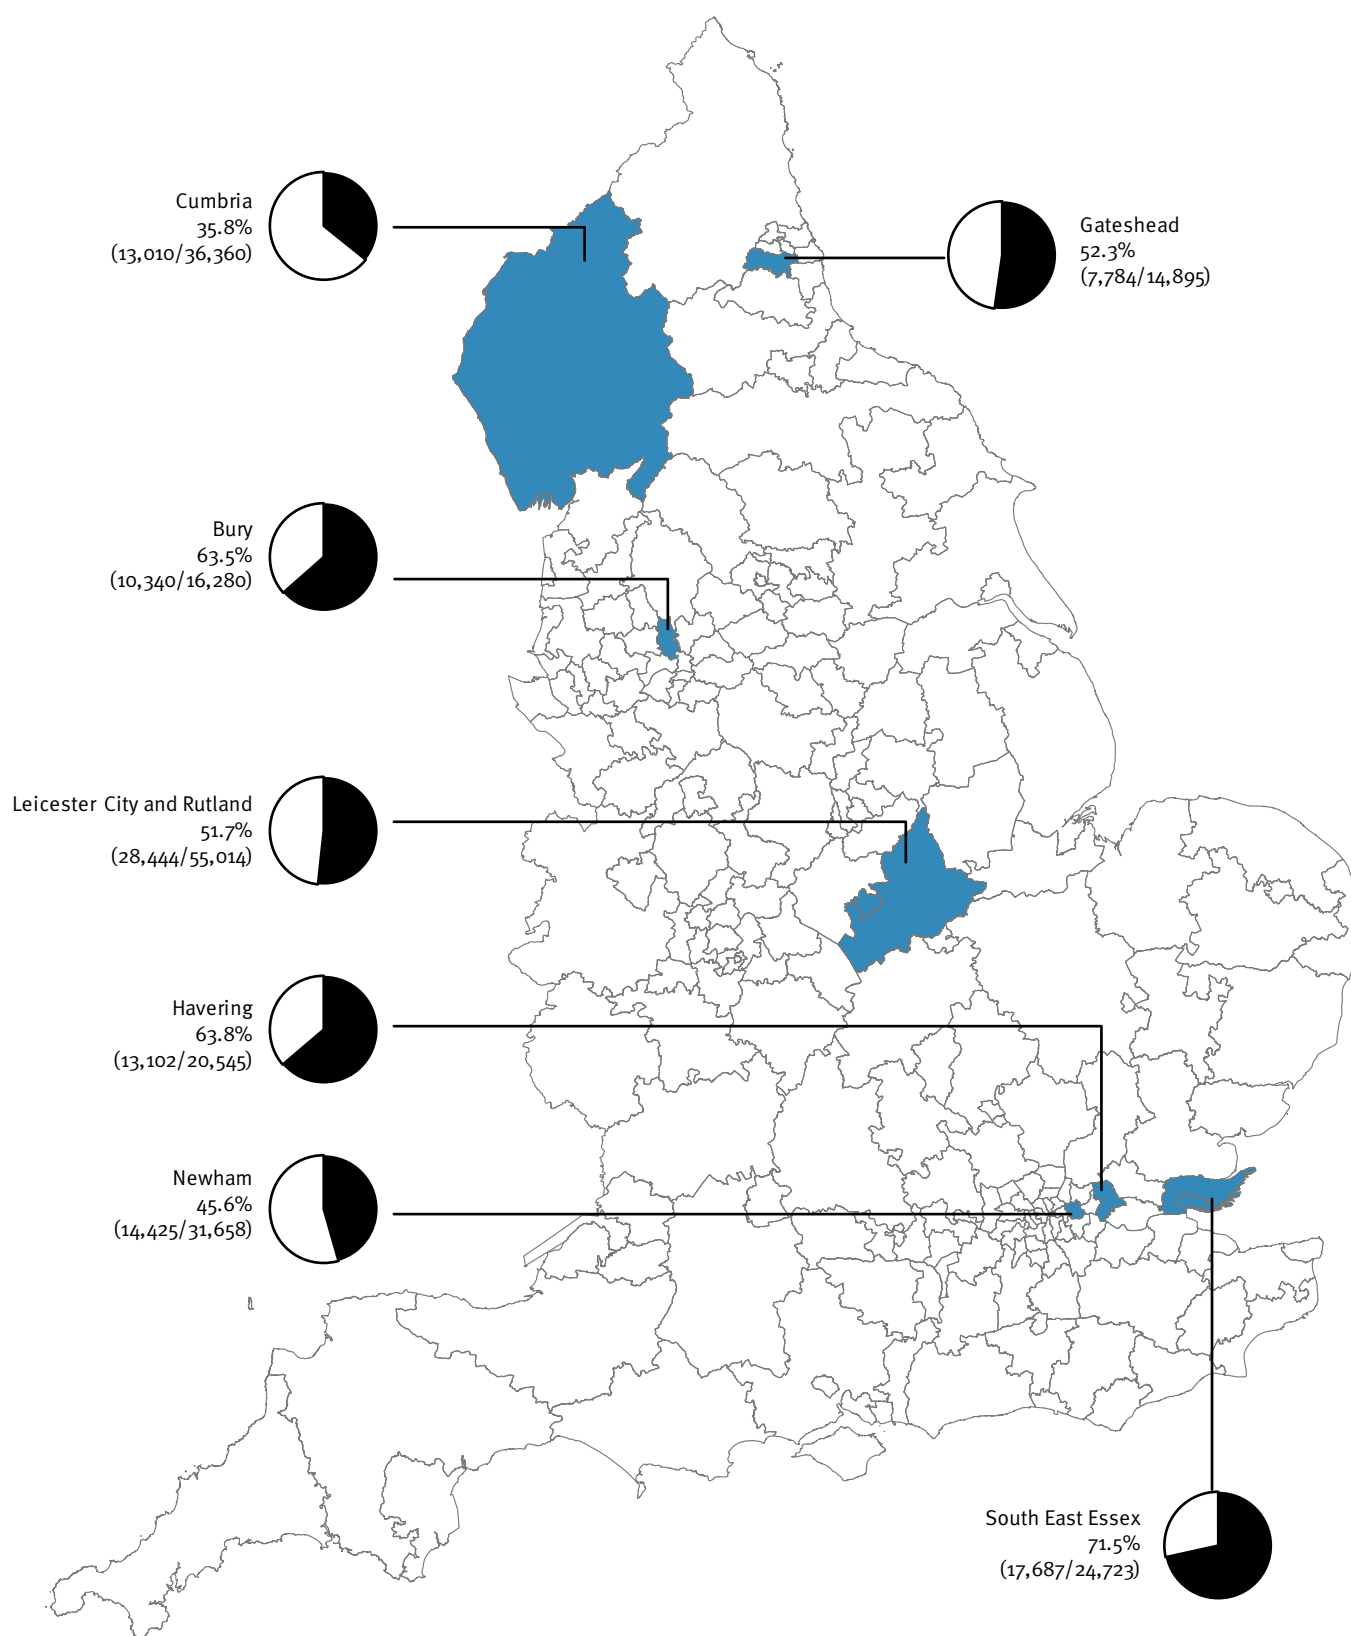 Cumbria
35.8%
(13,010/36,360)
Gateshead
52.3%
(7,784/14,895)
Bury
63.5%
(10,340/16,280)
Leicester City and Rutland
51.7%
(28,444/55,014)
Havering
63.8%
(13,102/20,545)
Newham
45.6%
(14,425/31,658)
South East Essex
71.5%
(17,687/24,723)